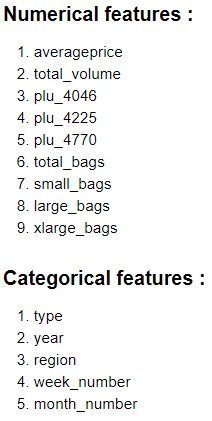 Numerical features :
1. averageprice
2. total_volume
3. plu_4046
4. plu_4225
5. plu_4770
6. total_bags
7. small_bags
8. large_bags
9. xlarge_bags
Categorical features :
1. type
2. year
3. region
4. week_number
5. month_number